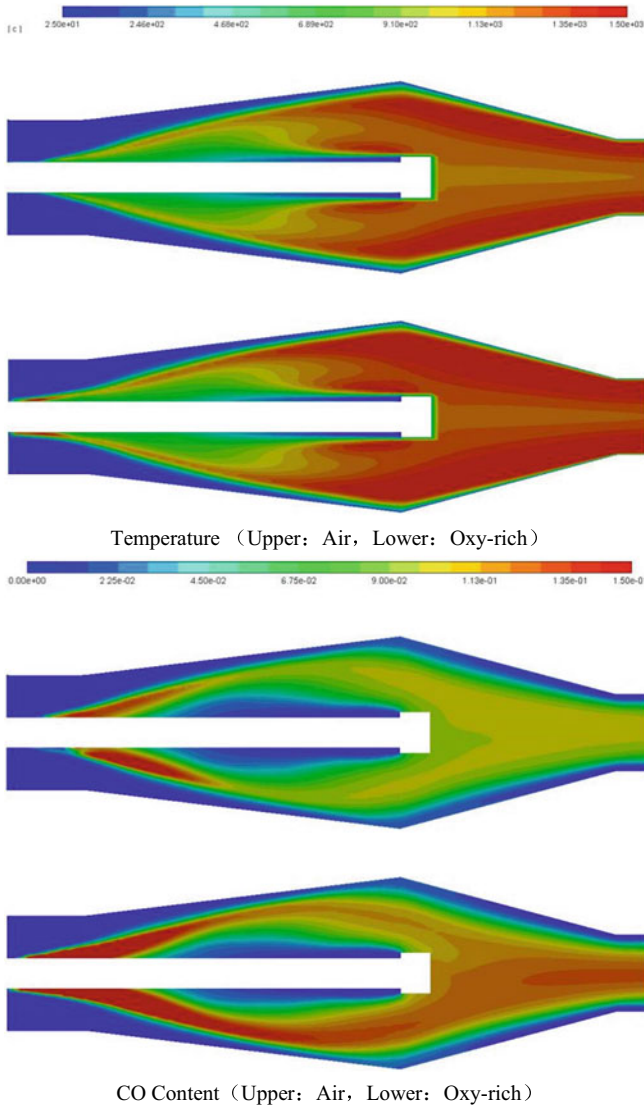 2.50e+01 2.46e+02 4.68e+02 6.89e+02 9.10e+02 1.13e+03 1.35e+03 1.50e+03
[c]
Temperature （Upper：Air，Lower：Oxy-rich）
0.00e+00 2.25e-02 4.50e-02 6.75e-02 9.00e-02 1.13e-01 1.35e-01 1.50e-0
CO Content（Upper：Air，Lower：Oxy-rich）